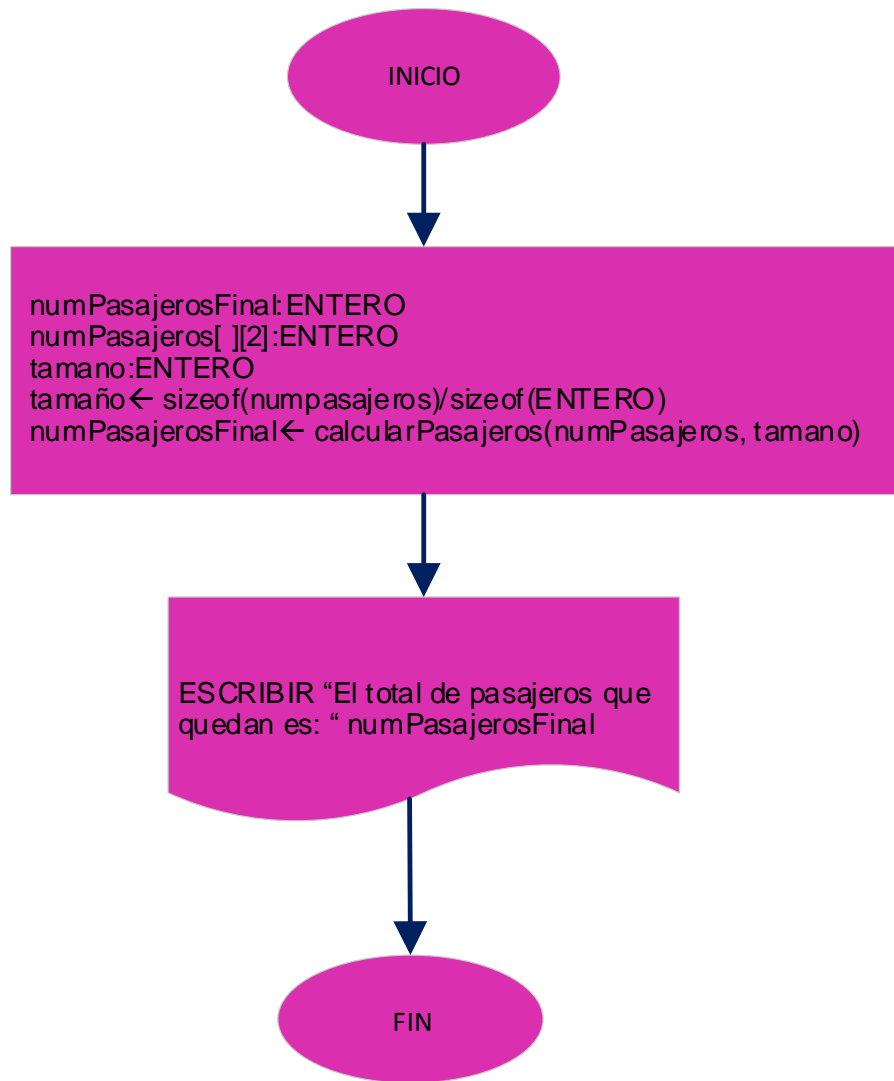 INICIO
numPasajerosFinal:ENTERO
numPasajeros[ ][2]:ENTERO
tamano:ENTERO
tamaño← sizeof(numpasajeros)/sizeof(ENTERO)
numPasajerosFinal← calcularPasajeros(numPasajeros, tamano)
ESCRIBIR “El total de pasajeros que
quedan es: “ numPasajerosFinal
FIN